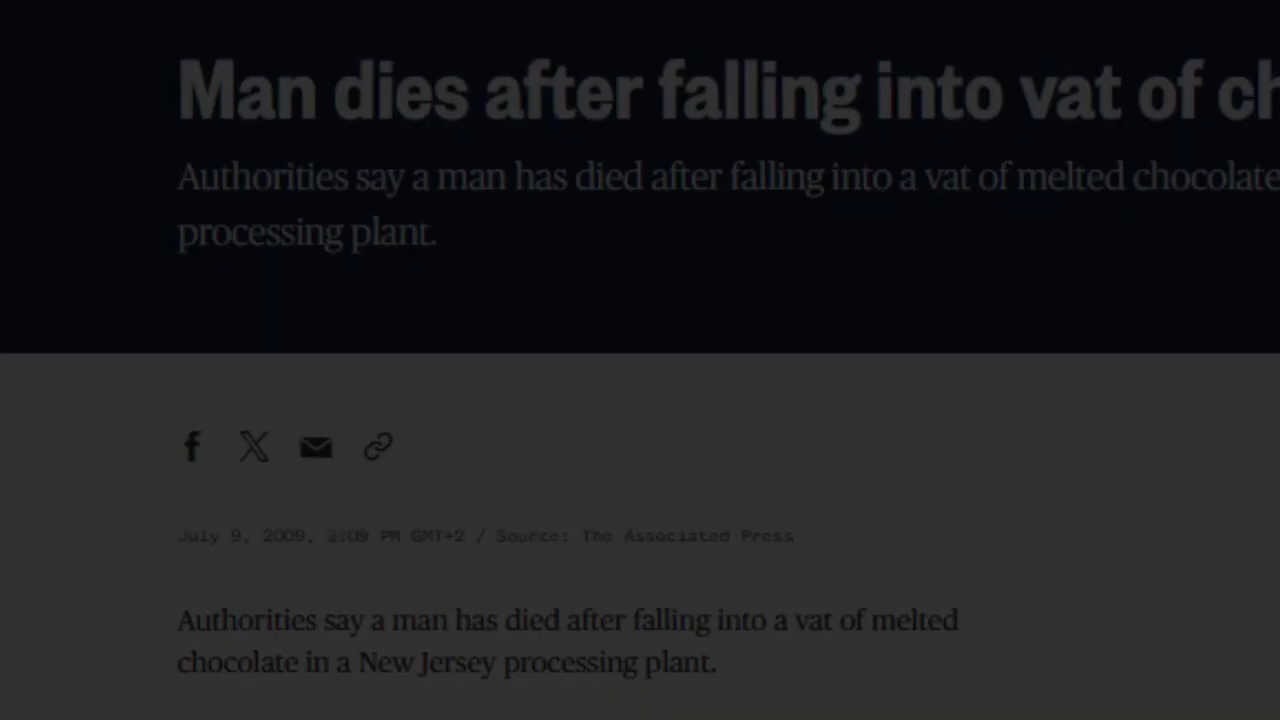 Man dies after falling into vat of ch
Authorities say a man has died after falling into a vat of melted chocolate
processing plant.
July 9, 2009, 3:09 PM GMT+2 / Source: The Associated Press
Authorities say a man has died after falling into a vat of melted
chocolate in a New Jersey processing plant.